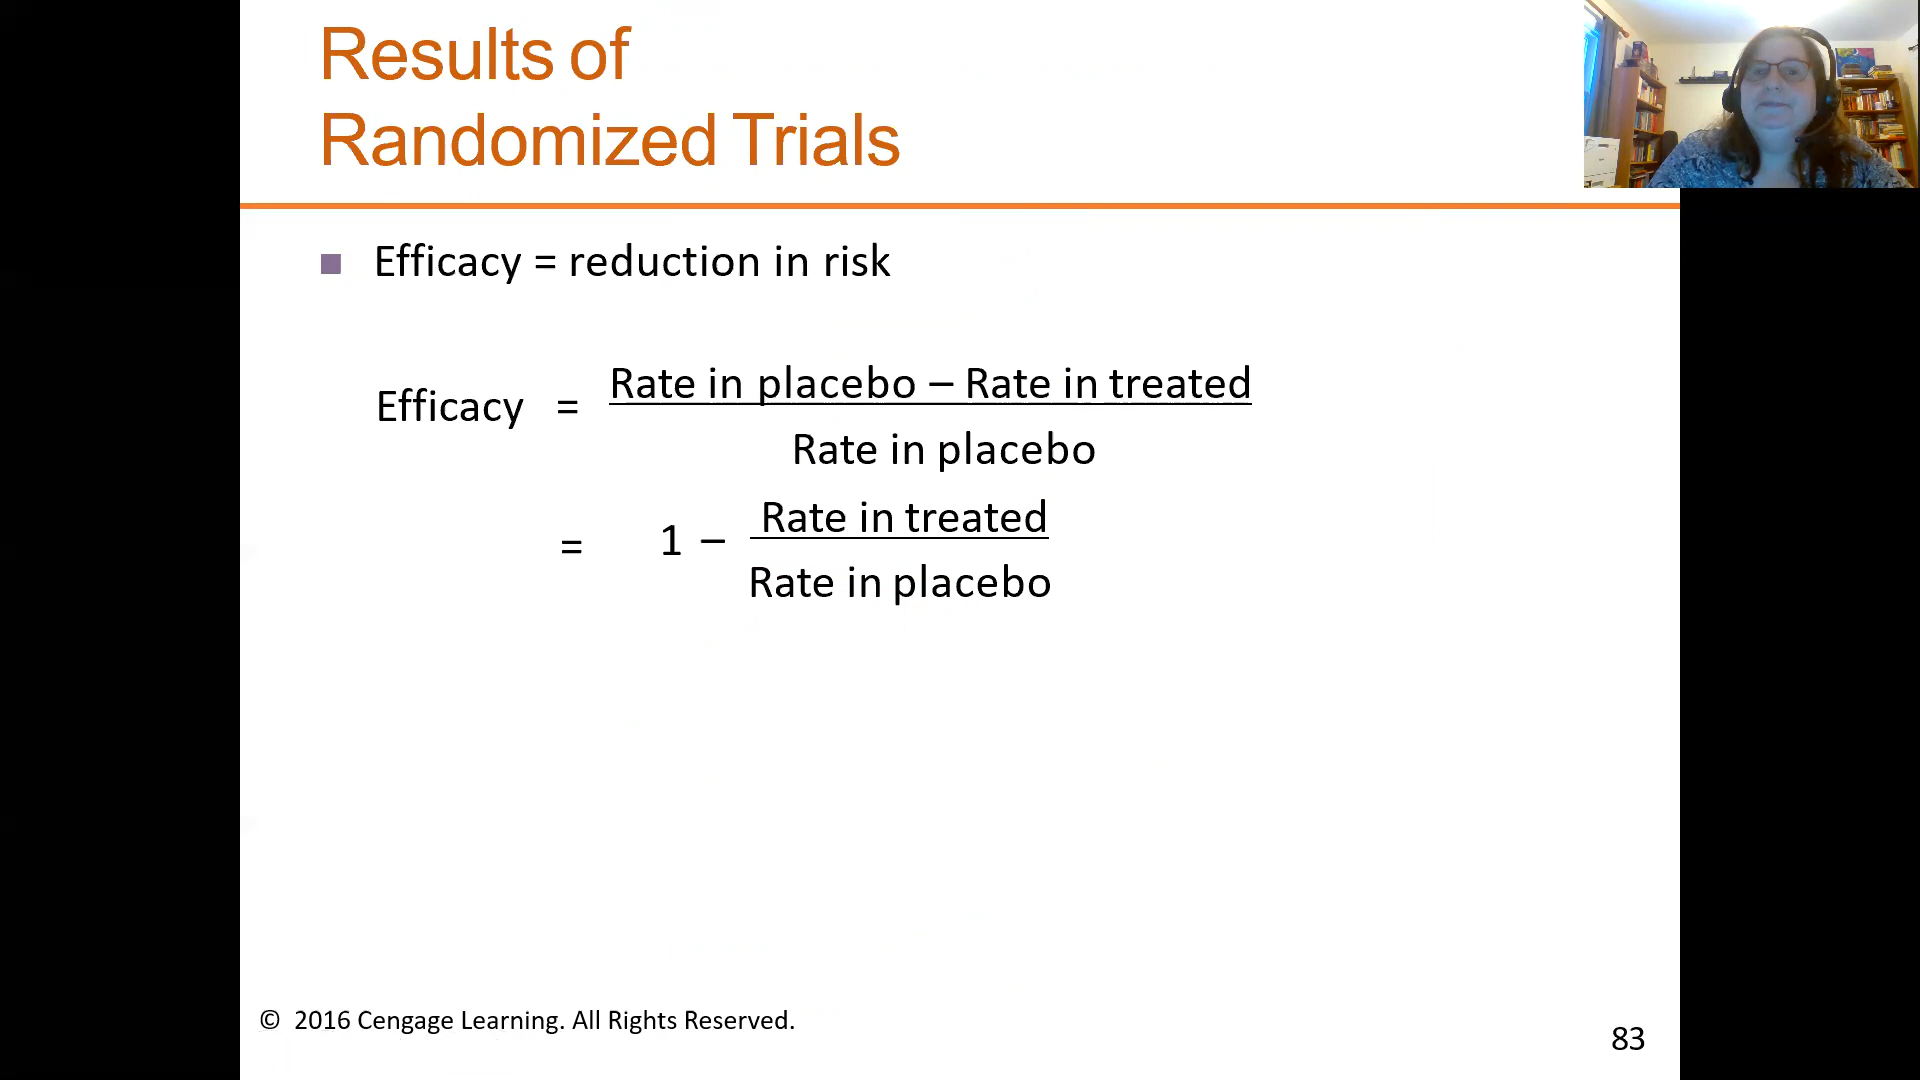 Results of
Randomized Trials
Efficacy = reduction in risk
Efficacy = Rate in placebo – Rate in treated
Rate in placebo
= 1 – Rate in treated
Rate in placebo
© 2016 Cengage Learning. All Rights Reserved.
83